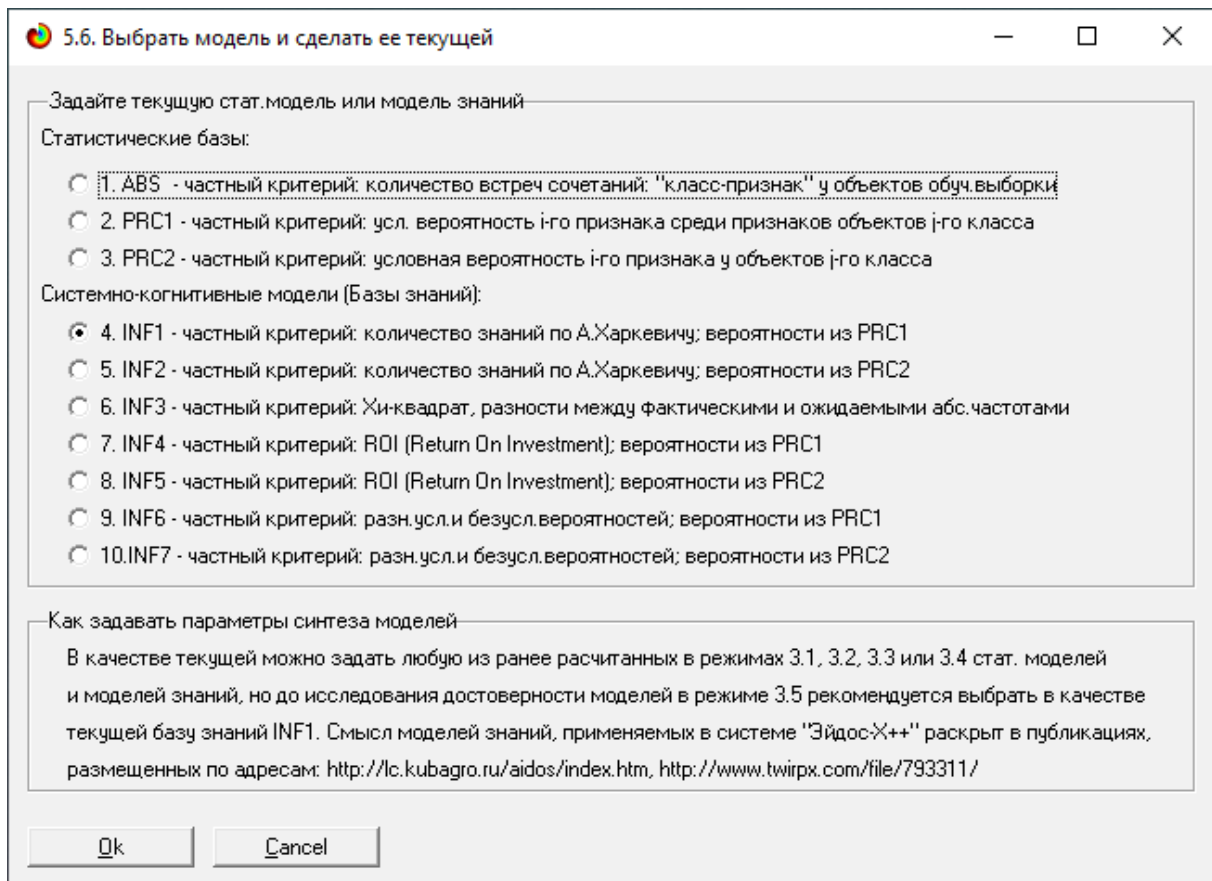 5.6. Выбрать модель и сделать ее текущей
Задайте текущую стат.модель или модель знаний
Статистические базы:
1. ABS - частный критерий: количество встреч сочетаний: "класс-признак" у объектов обуч.выборки
2. PRC1 - частный критерий: усл. вероятность i-го признака среди признаков объектов j-го класса
3. PRC2 - частный критерий: условная вероятность i-го признака у объектов j-го класса
Системно-когнитивные модели (Базы знаний):
4. INF1 - частный критерий: количество знаний по А.Харкевичу; вероятности из PRC1
5. INF2 - частный критерий: количество знаний по А.Харкевичу; вероятности из PRC2
6. INF3 - частный критерий: Хи-квадрат, разности между фактическими и ожидаемыми абс.частотами
7. INF4 - частный критерий: ROI (Return On Investment); вероятности из PRC1
8. INF5 - частный критерий: ROI (Return On Investment); вероятности из PRC2
9. INF6 - частный критерий: разн.усл.и безусл.вероятностей; вероятности из PRC1
10.INF7 - частный критерий: разн.усл.и безусл.вероятностей; вероятности из PRC2
Как задавать параметры синтеза моделей
В качестве текущей можно задать любую из ранее расчитанных в режимах 3.1, 3.2, 3.3 или 3.4 стат. моделей
и моделей знаний, но до исследования достоверности моделей в режиме 3.5 рекомендуется выбрать в качестве
текущей базу знаний INF1. Смысл моделей знаний, применяемых в системе "Эйдос-Х++" раскрыт в публикациях,
размещенных по адресам: http://lc.kubagro.ru/aidos/index.htm, http://www.twirpx.com/file/793311/
Ok
Cancel